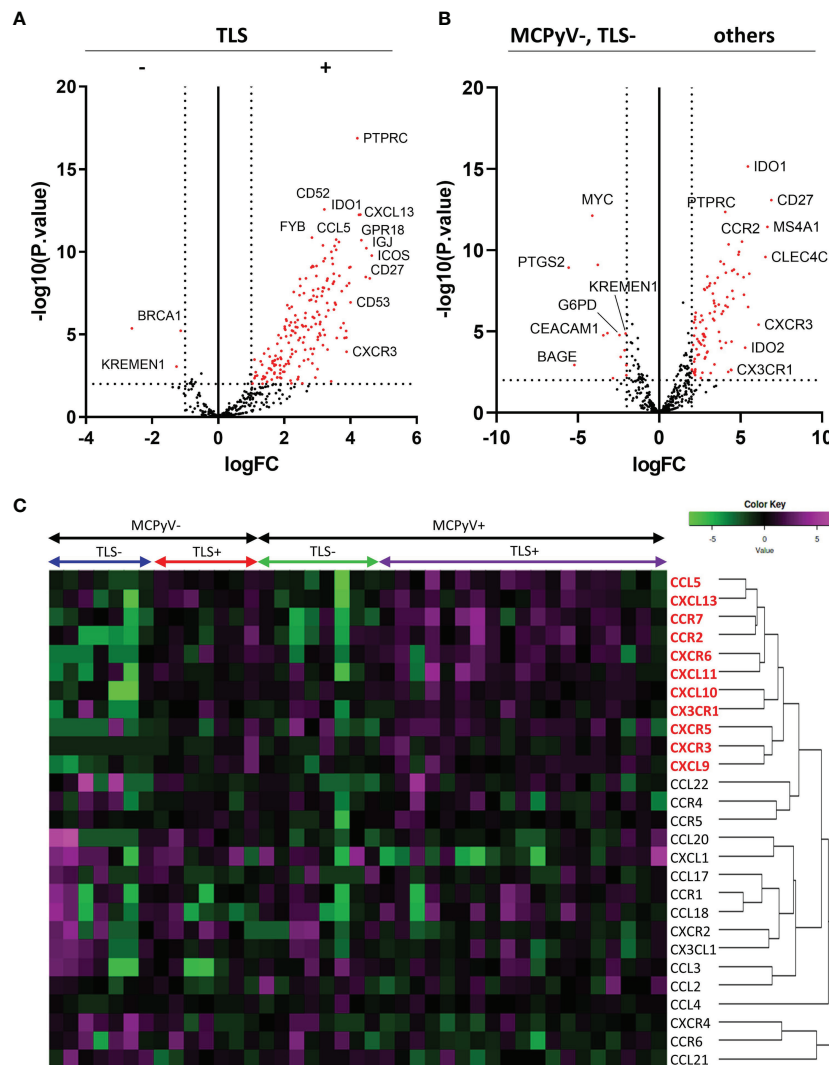 A
TLS
- +
20
15
10
5
0
-log10(P.value)
-4 -2 0 2 4 6
logFC
PTPRC
CD52
IDO1
CXCL13
FYB
CCL5
GPR18
IGJ
ICOS
CD27
CD53
CXCR3
BRCA1
KREMEN1
B
MCPyV-, TLS- others
20
15
10
5
0
-log10(P.value)
-10 -5 0 5 10
logFC
IDO1
MYC
PTPRC
CD27
CCR2
MS4A1
PTGS2
CLEC4C
KREMEN1
G6PD
CEACAM1
CXCR3
BAGE
IDO2
CX3CR1
C
MCPyV- MCPyV+
TLS- TLS+ TLS- TLS+
Color Key
-5 0 5
Value
CCL5
CXCL13
CCR7
CCR2
CXCR6
CXCL11
CXCL10
CX3CR1
CXCR5
CXCR3
CXCL9
CCL22
CCR4
CCR5
CCL20
CXCL1
CCL17
CCR1
CCL18
CXCR2
CX3CL1
CCL3
CCL2
CCL4
CXCR4
CCR6
CCL21